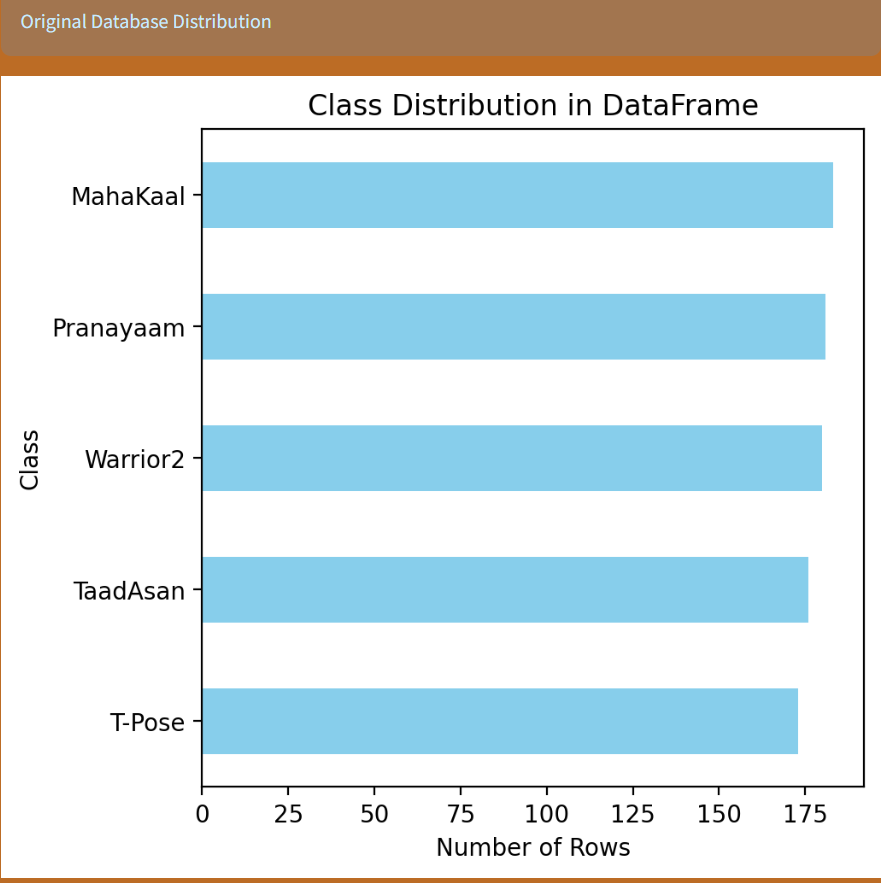 Original Database Distribution
Class Distribution in DataFrame
MahaKaal
Pranayaam
Warrior2
TaadAsan
T-Pose
Class
0 25 50 75 100 125 150 175
Number of Rows